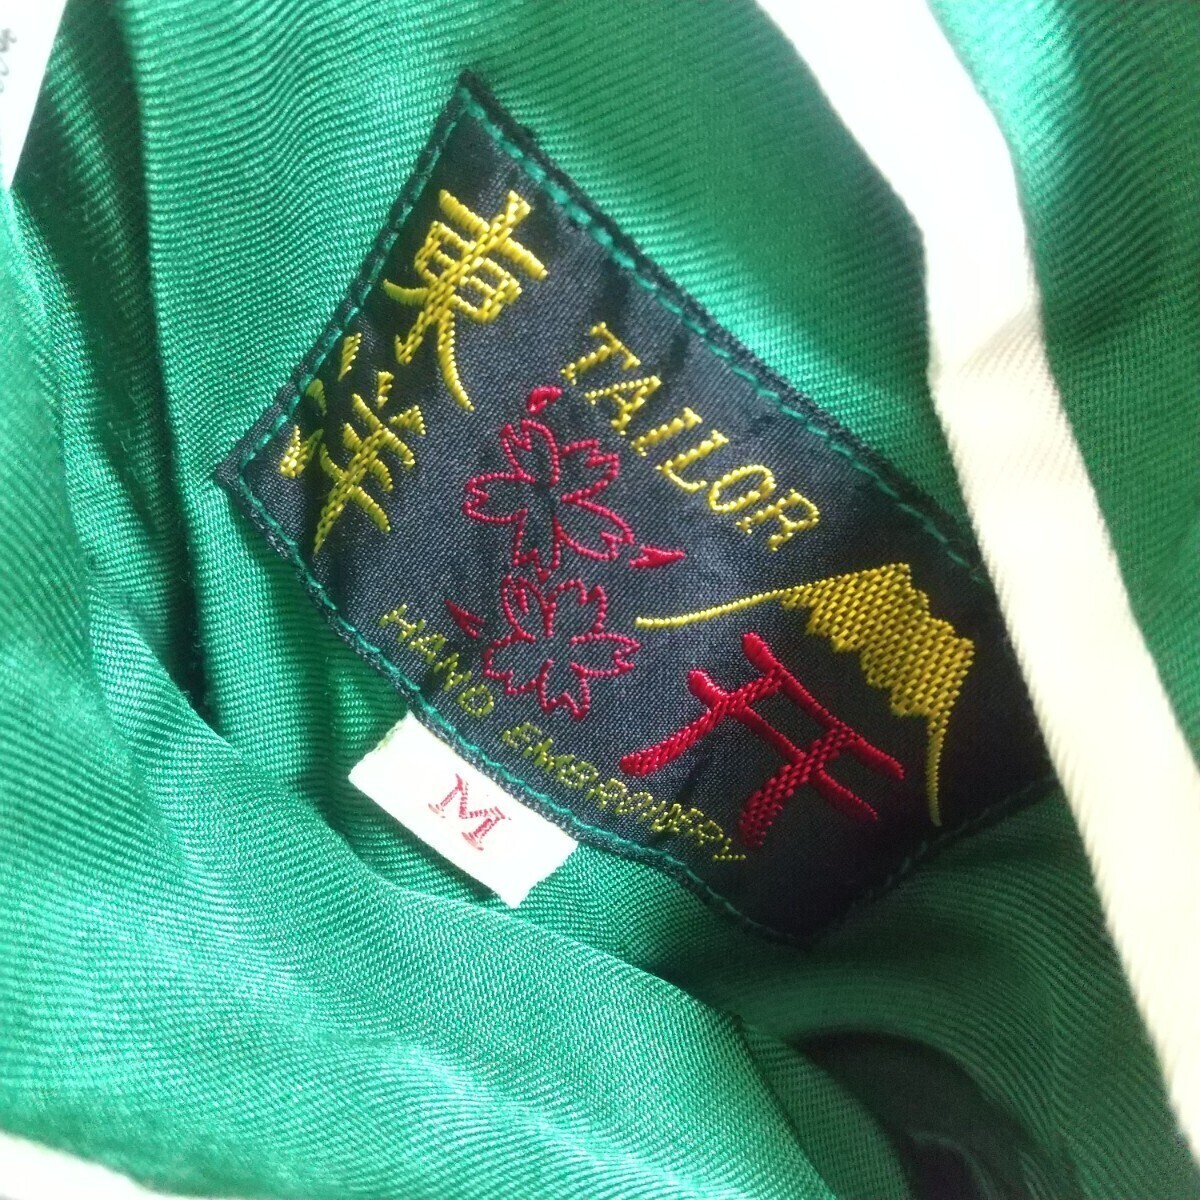 東洋
TAILOR
HAND EMBROIDERY
M